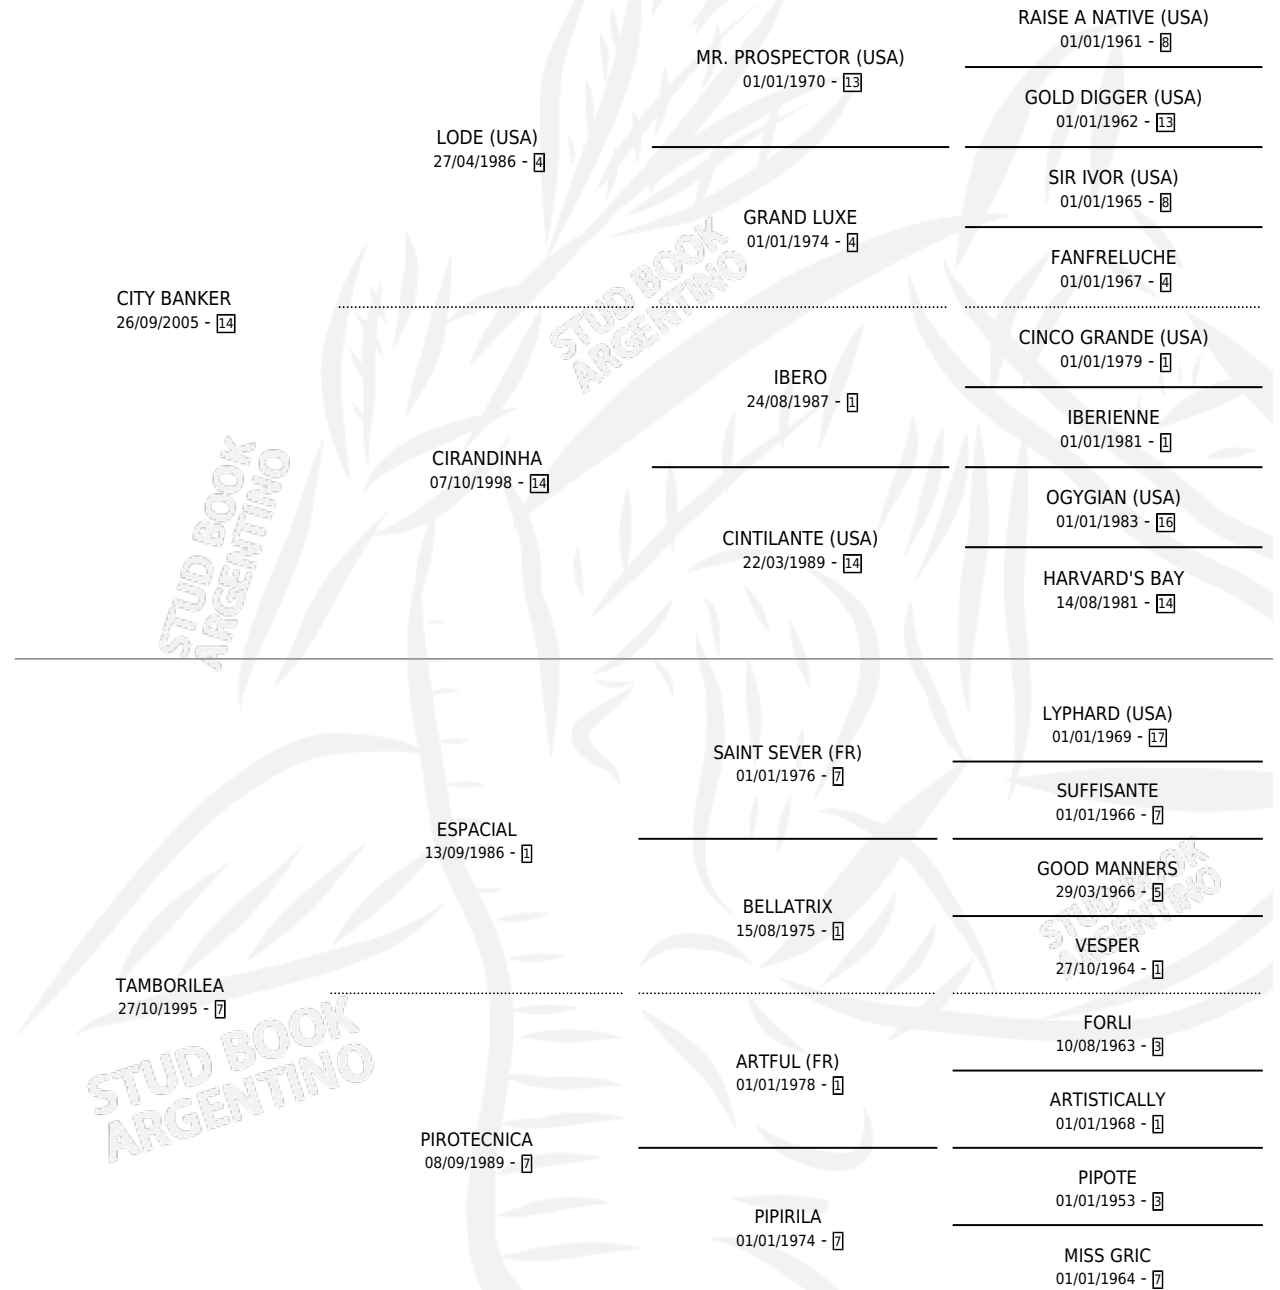 RAISE A NATIVE (USA)
01/01/1961 - 8
MR. PROSPECTOR (USA)
01/01/1970 - 13
GOLD DIGGER (USA)
01/01/1962 - 13
LODE (USA)
27/04/1986 - 4
SIR IVOR (USA)
01/01/1965 - 8
GRAND LUXE
01/01/1974 - 4
FANFRELUCHE
01/01/1967 - 4
CITY BANKER
26/09/2005 - 14
CINCO GRANDE (USA)
01/01/1979 - 1
IBERO
24/08/1987 - 1
IBERIENNE
01/01/1981 - 1
CIRANDINHA
07/10/1998 - 14
OGYGIAN (USA)
01/01/1983 - 16
CINTILANTE (USA)
22/03/1989 - 14
HARVARD'S BAY
14/08/1981 - 14
LYPHARD (USA)
01/01/1969 - 17
SAINT SEVER (FR)
01/01/1976 - 7
SUFFISANTE
01/01/1966 - 7
ESPACIAL
13/09/1986 - 1
GOOD MANNERS
29/03/1966 - 5
BELLATRIX
15/08/1975 - 1
VESPER
27/10/1964 - 1
TAMBORILEA
27/10/1995 - 7
FORLI
10/08/1963 - 3
ARTFUL (FR)
01/01/1978 - 1
ARTISTICALLY
01/01/1968 - 1
PIROTECNICA
08/09/1989 - 7
PIPOTE
01/01/1953 - 3
PIPIRILA
01/01/1974 - 7
MISS GRIC
01/01/1964 - 7
STUD BOOK
ARGENTINO
STUD BOOK
ARGENTINO
STUD BOOK
ARGENTINO
STUD BOOK
ARGENTINO